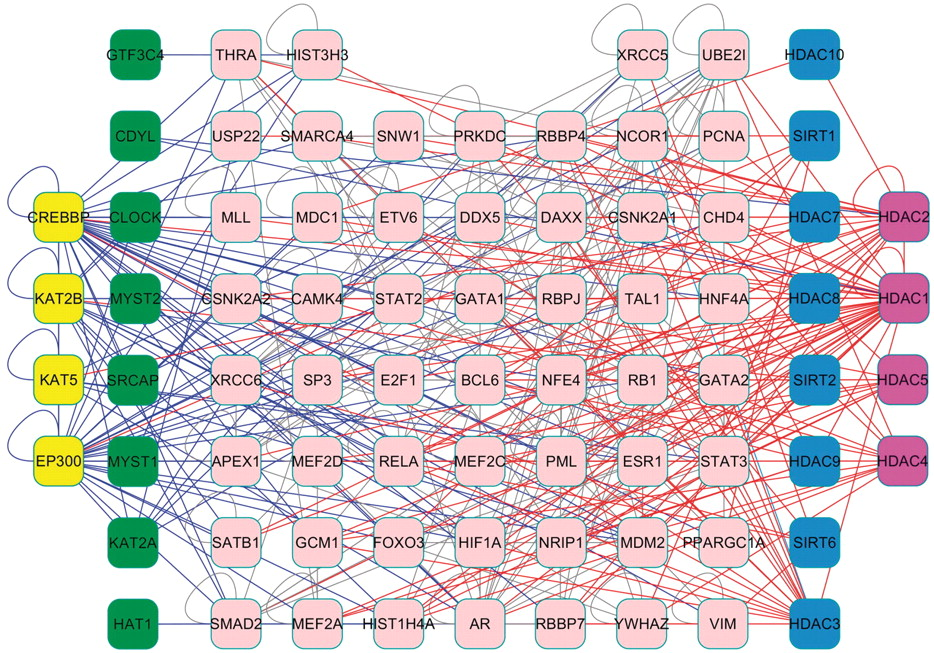 GTF3C4 THRA HIST3H3 XRCC5 UBE2I HDAC10
CDYL USP22 SMARCA4 SNW1 PRKDC RBBP4 NCOR1 PCNA SIRT1
CREBBP CLOCK MLL MDC1 ETV6 DDX5 DAXX CSNK2A1 CHD4 HDAC7 HDAC2
KAT2B MYST2 CSNK2A2 CAMK4 STAT2 GATA1 RBPJ TAL1 HNF4A HDAC8 HDAC1
KAT5 SRCAP XRCC6 SP3 E2F1 BCL6 NFE4 RB1 GATA2 SIRT2 HDAC5
EP300 MYST1 APEX1 MEF2D RELA MEF2C PML ESR1 STAT3 HDAC9 HDAC4
KAT2A SATB1 GCM1 FOXO3 HIF1A NRIP1 MDM2 PPARGC1A SIRT6
HAT1 SMAD2 MEF2A HIST1H4A AR RBBP7 YWHAZ VIM HDAC3